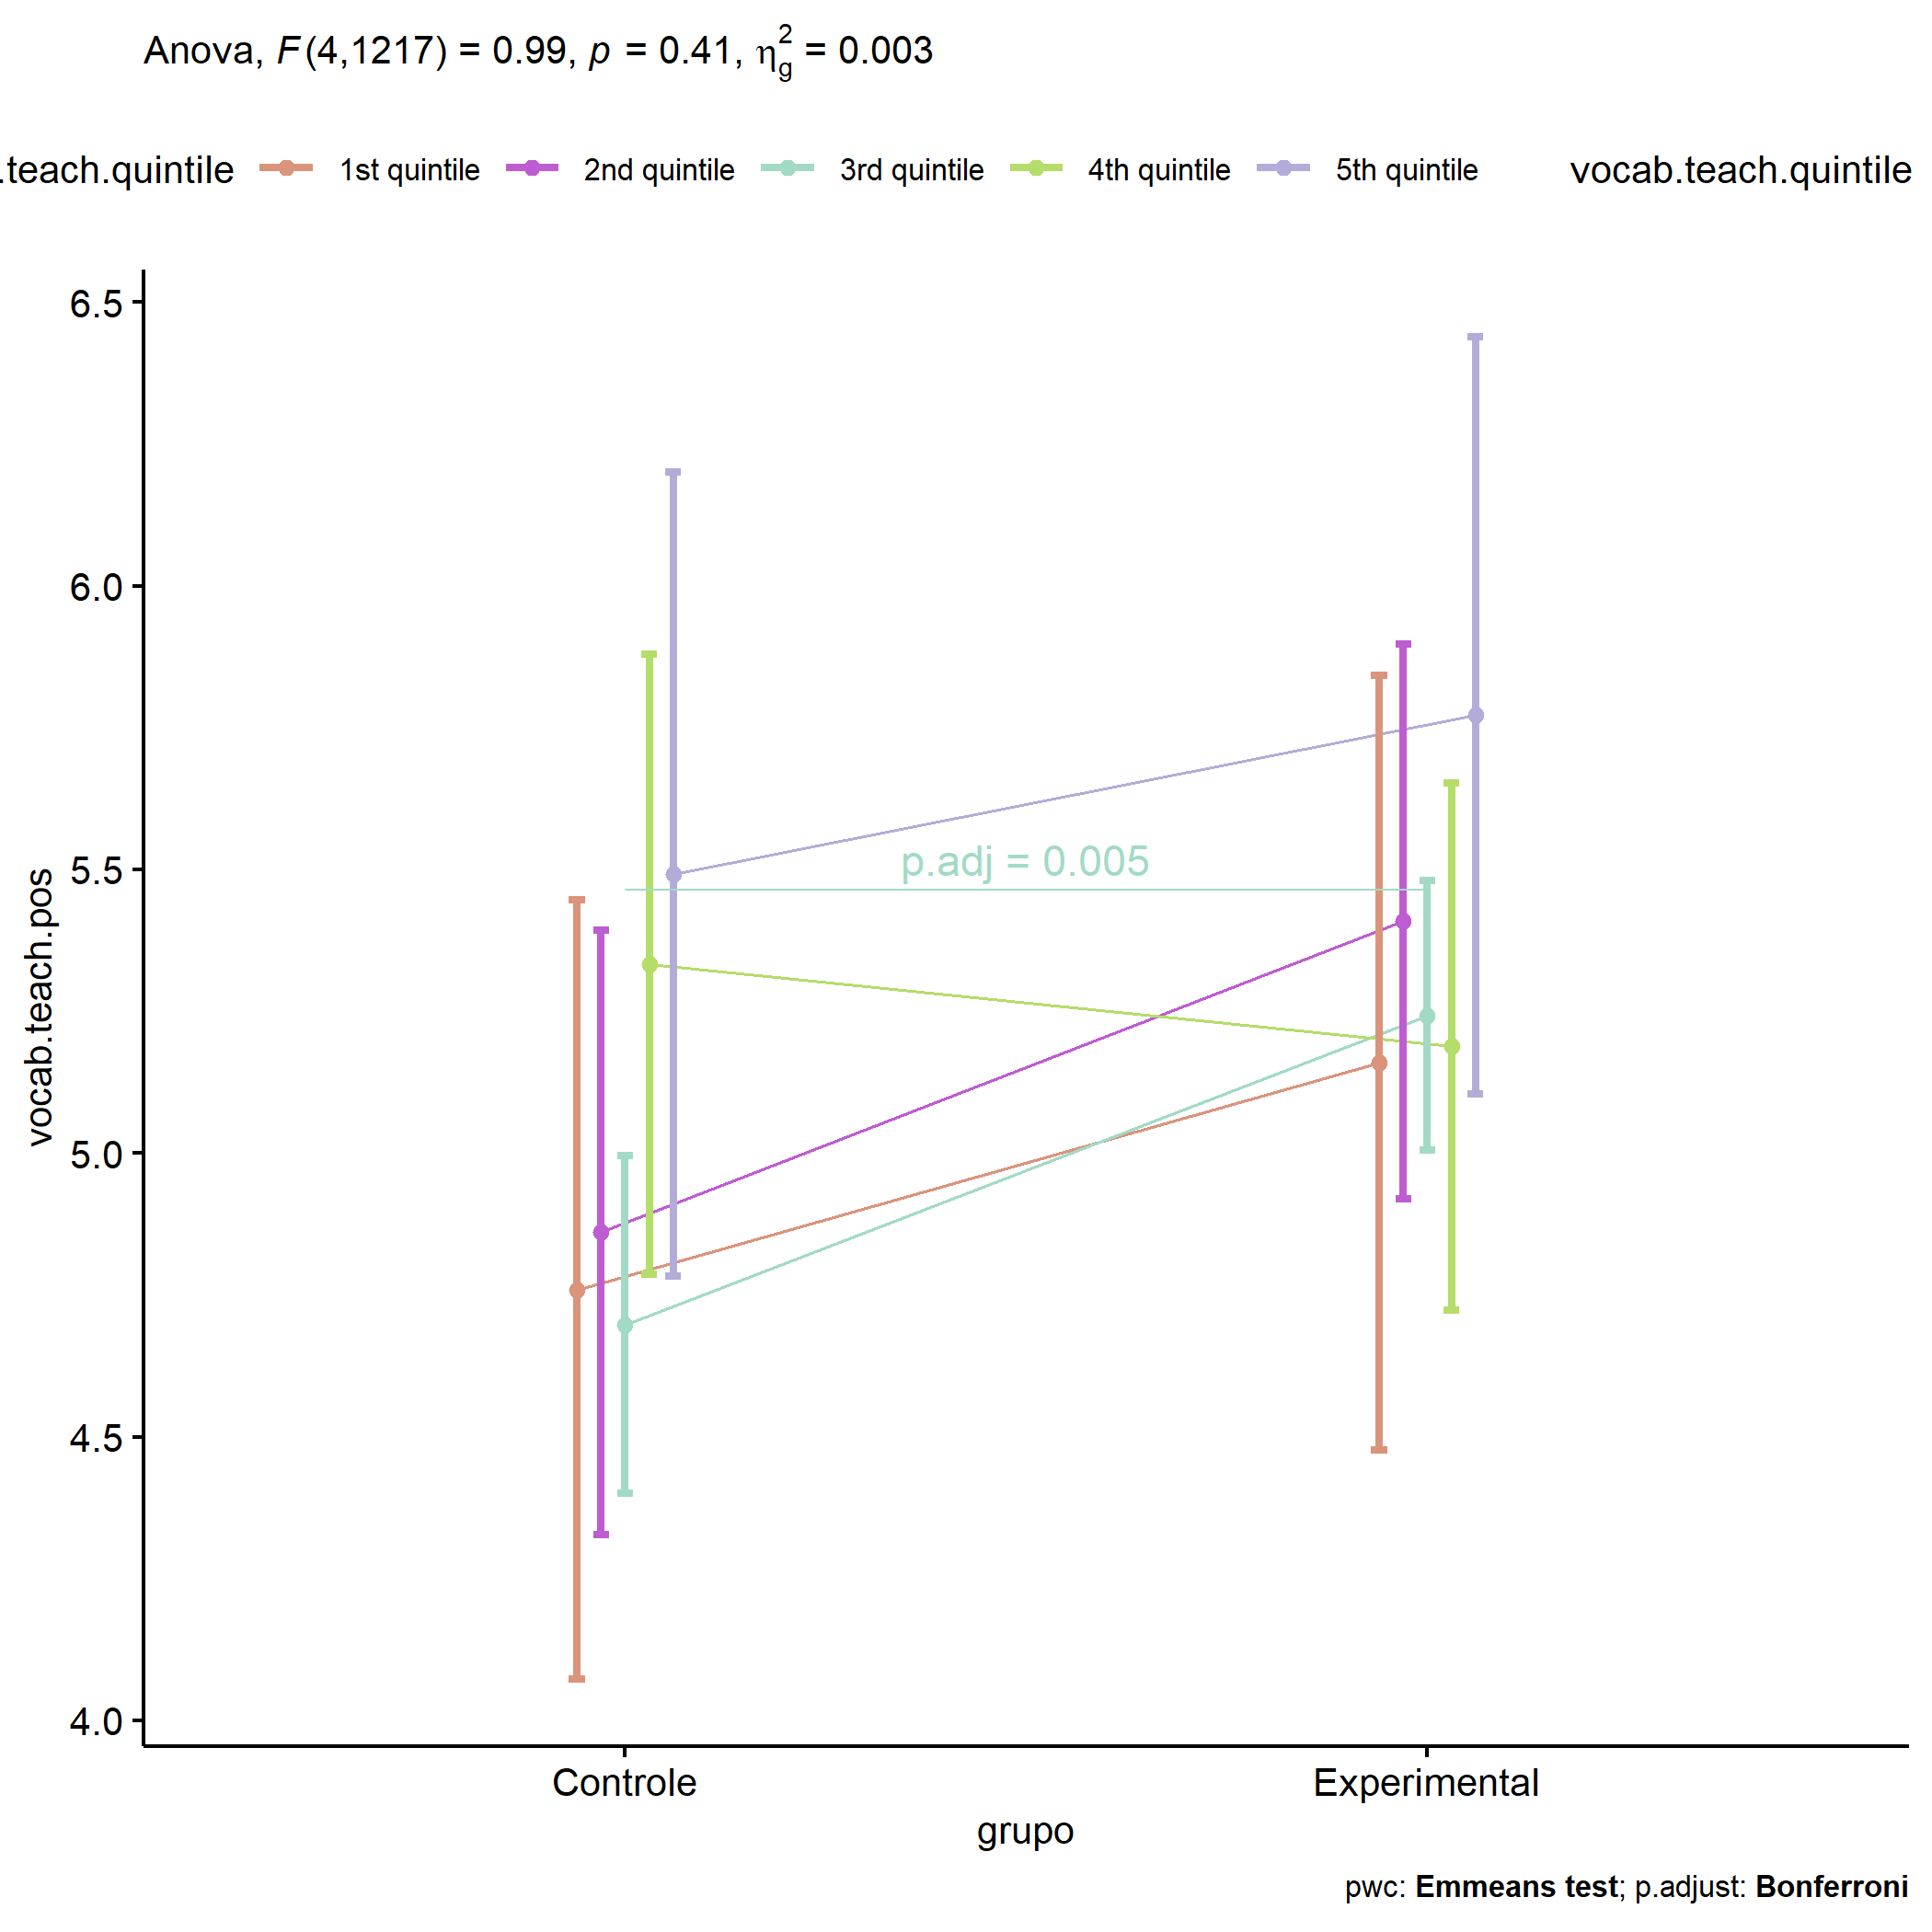 Anova, F(4,1217) = 0.99, p = 0.41, η²g = 0.003
.teach.quintile 1st quintile 2nd quintile 3rd quintile 4th quintile 5th quintile vocab.teach.quintile
6.5
6.0
5.5
5.0
4.5
4.0
vocab.teach.pos
p.adj = 0.005
Controle Experimental
grupo
pwc: Emmeans test; p.adjust: Bonferroni